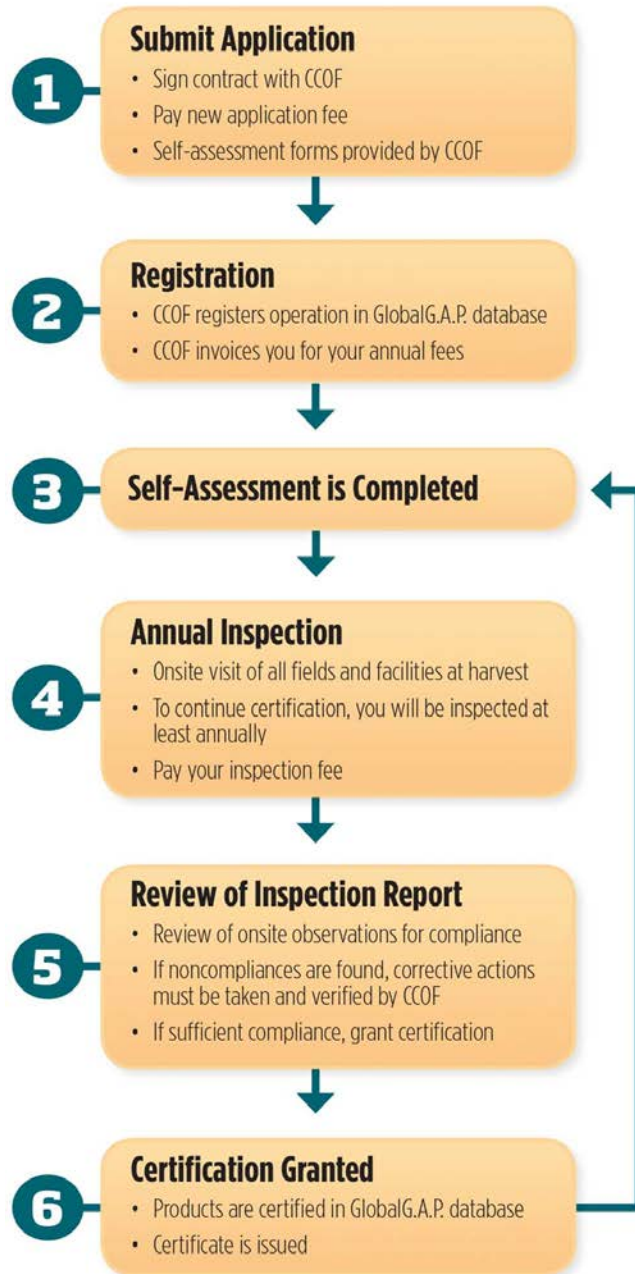 1
Submit Application
• Sign contract with CCOF
• Pay new application fee
• Self-assessment forms provided by CCOF
2
Registration
• CCOF registers operation in GlobalG.A.P. database
• CCOF invoices you for your annual fees
3
Self-Assessment is Completed
4
Annual Inspection
• Onsite visit of all fields and facilities at harvest
• To continue certification, you will be inspected at
least annually
• Pay your inspection fee
5
Review of Inspection Report
• Review of onsite observations for compliance
• If noncompliances are found, corrective actions
must be taken and verified by CCOF
• If sufficient compliance, grant certification
6
Certification Granted
• Products are certified in GlobalG.A.P. database
• Certificate is issued